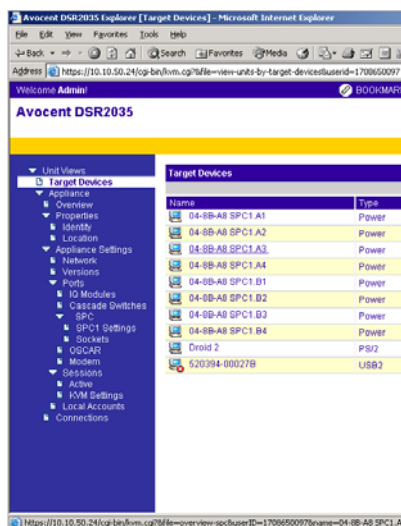 Avocent DSR2035 Explorer [Target Devices] - Microsoft Internet Explorer
File Edit View Favorites Tools Help
Back Search Favorites Media
Address https://10.10.50.24/cgi-bin/kvm.cgi?&file=view-units-by-target-devices&userid=1708650097
Welcome Admin! BOOKMAR
Avocent DSR2035
Unit Views
Target Devices
Appliance
Overview
Properties
Identity
Location
Appliance Settings
Network
Versions
Ports
IQ Modules
Cascade Switches
SPC
SPC1 Settings
Sockets
OSCAR
Modem
Sessions
Active
KVM Settings
Local Accounts
Connections
Target Devices
Name Type
04-8B-A8 SPC1.A1 Power
04-8B-A8 SPC1.A2 Power
04-8B-A8 SPC1.A3 Power
04-8B-A8 SPC1.A4 Power
04-8B-A8 SPC1.B1 Power
04-8B-A8 SPC1.B2 Power
04-8B-A8 SPC1.B3 Power
04-8B-A8 SPC1.B4 Power
Droid 2 PS/2
520394-00027B USB2
https://10.10.50.24/cgi-bin/kvm.cgi?&file=overview-spc&userID=1708650097&name=04-8B-A8 SPC1.A